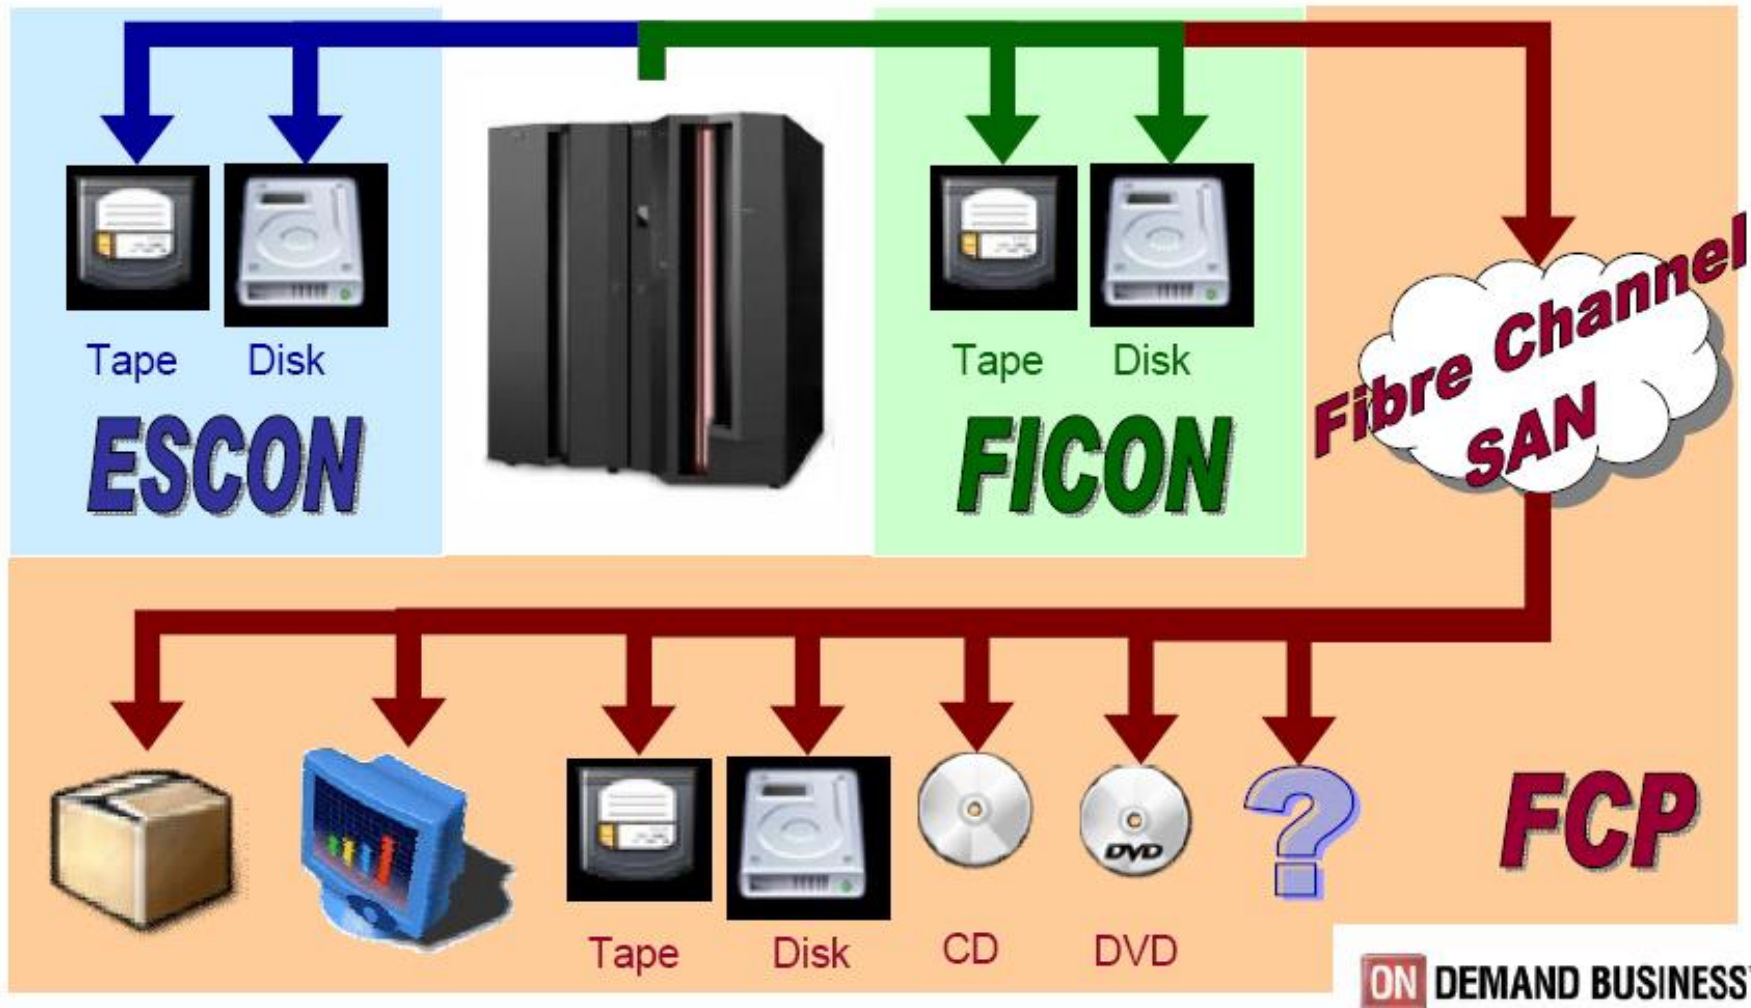 Tape Disk
ESCON
Tape Disk
FICON
Fibre Channel
SAN
Tape Disk CD DVD
DVD
?
FCP
ON DEMAND BUSINESS